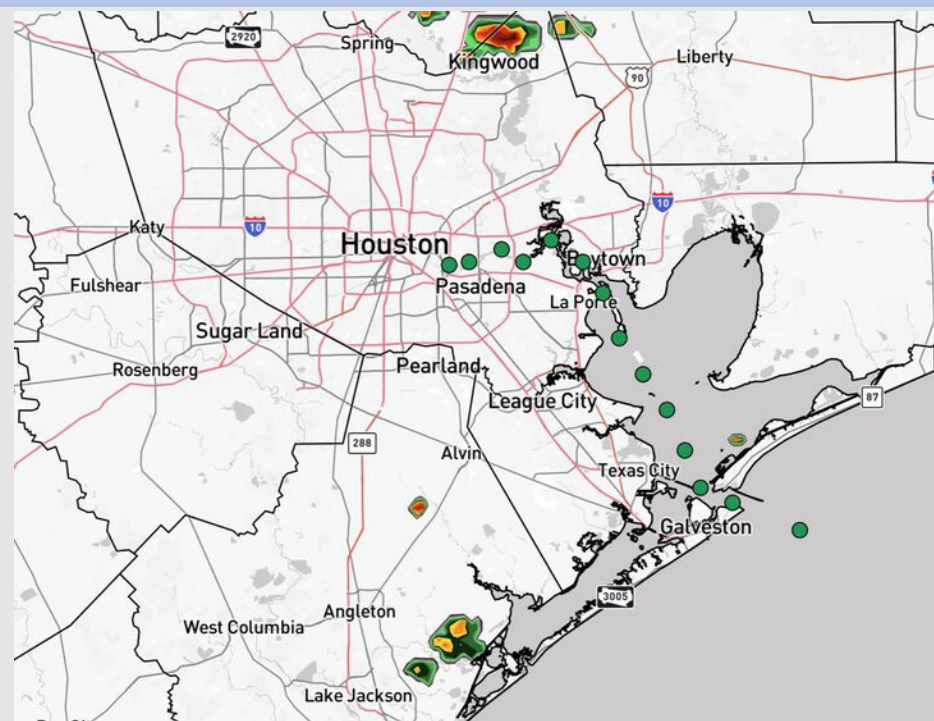 2920
Spring
Kingwood
Liberty
90
10
Katy
10
Houston
Baytown
Fulshear
Pasadena
La Porte
Sugar Land
Pearland
Rosenberg
League City
87
288
Alvin
Texas City
Galveston
3005
Angleton
West Columbia
Lake Jackson